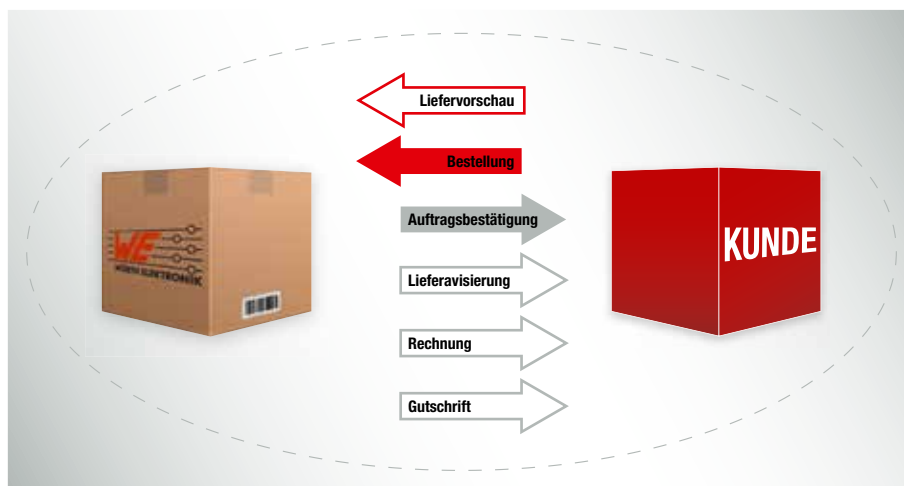 Liefervorschau
Bestellung
Auftragsbestätigung
Lieferavisierung
Rechnung
Gutschrift
WE
WÜRTH ELEKTRONIK
KUNDE